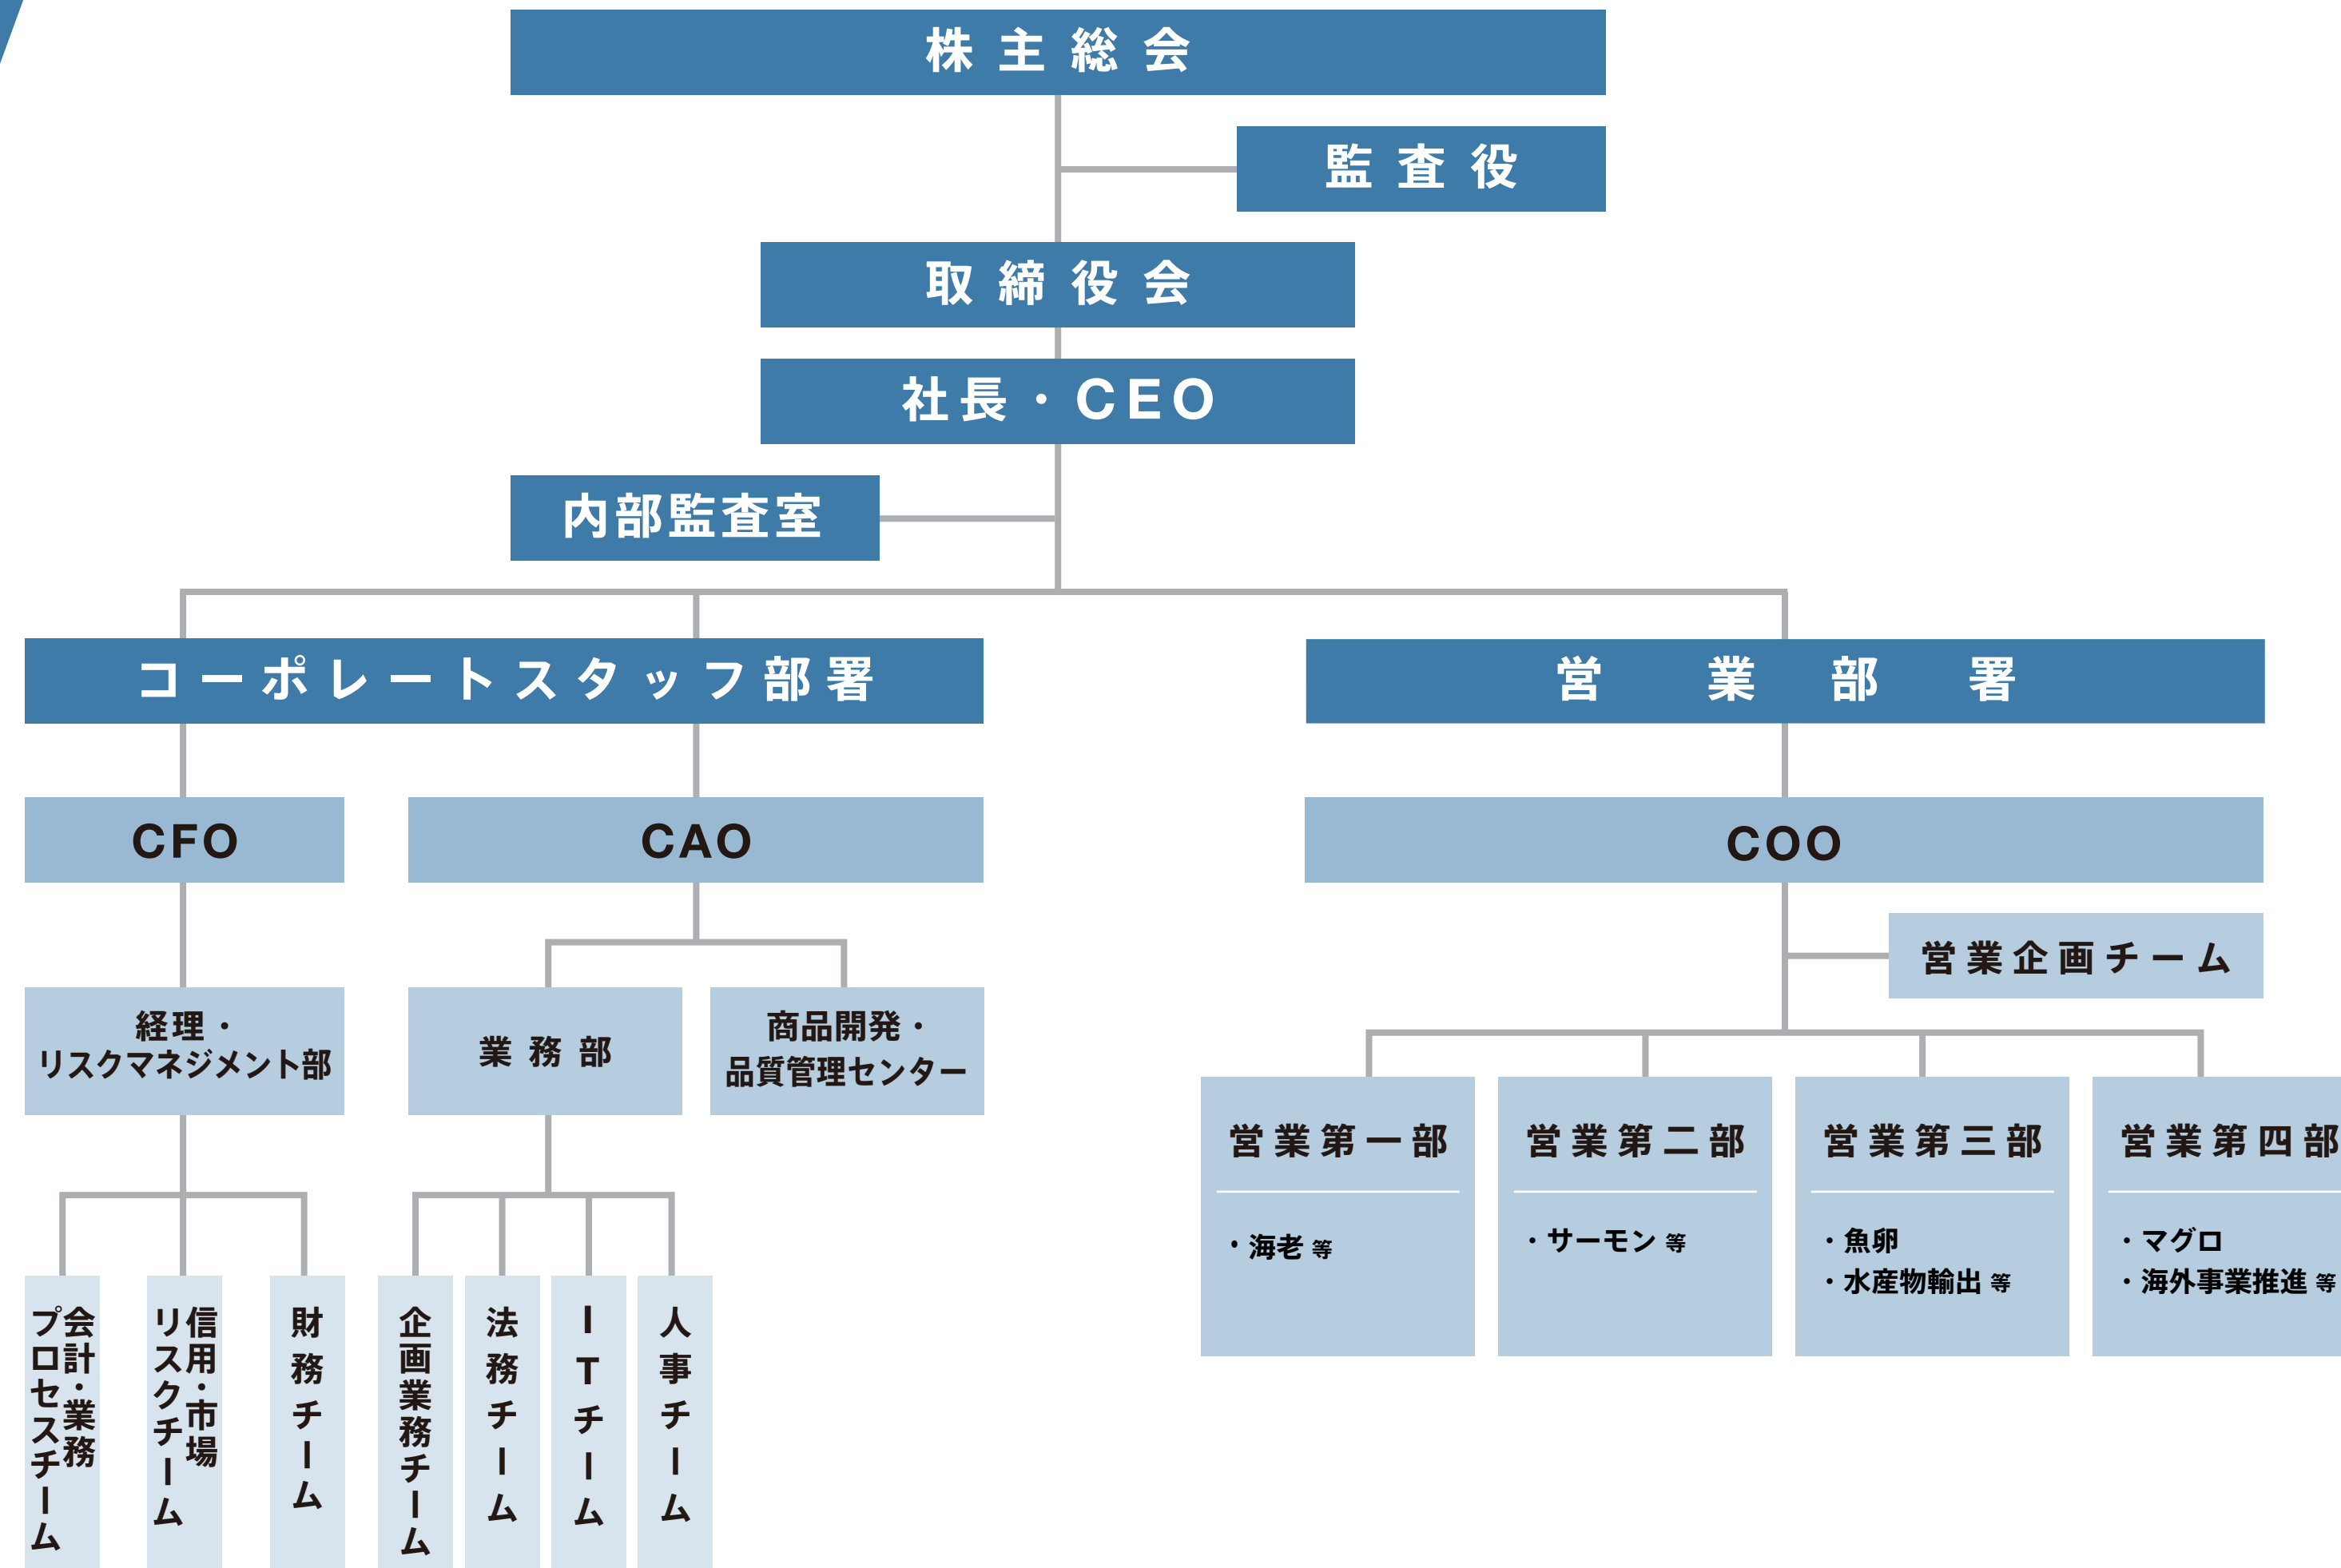 株主総会
監査役
取締役会
社長・CEO
内部監査室
コーポレートスタッフ部署
営業部署
CFO
CAO
COO
営業企画チーム
経理・
リスクマネジメント部
業務部
商品開発・
品質管理センター
営業第一部
・海老 等
営業第二部
・サーモン 等
営業第三部
・魚卵
・水産物輸出 等
営業第四部
・マグロ
・海外事業推進 等
会計・業務
プロセスチーム
信用・市場
リスクチーム
財務チーム
企画業務チーム
法務チーム
ITチーム
人事チーム